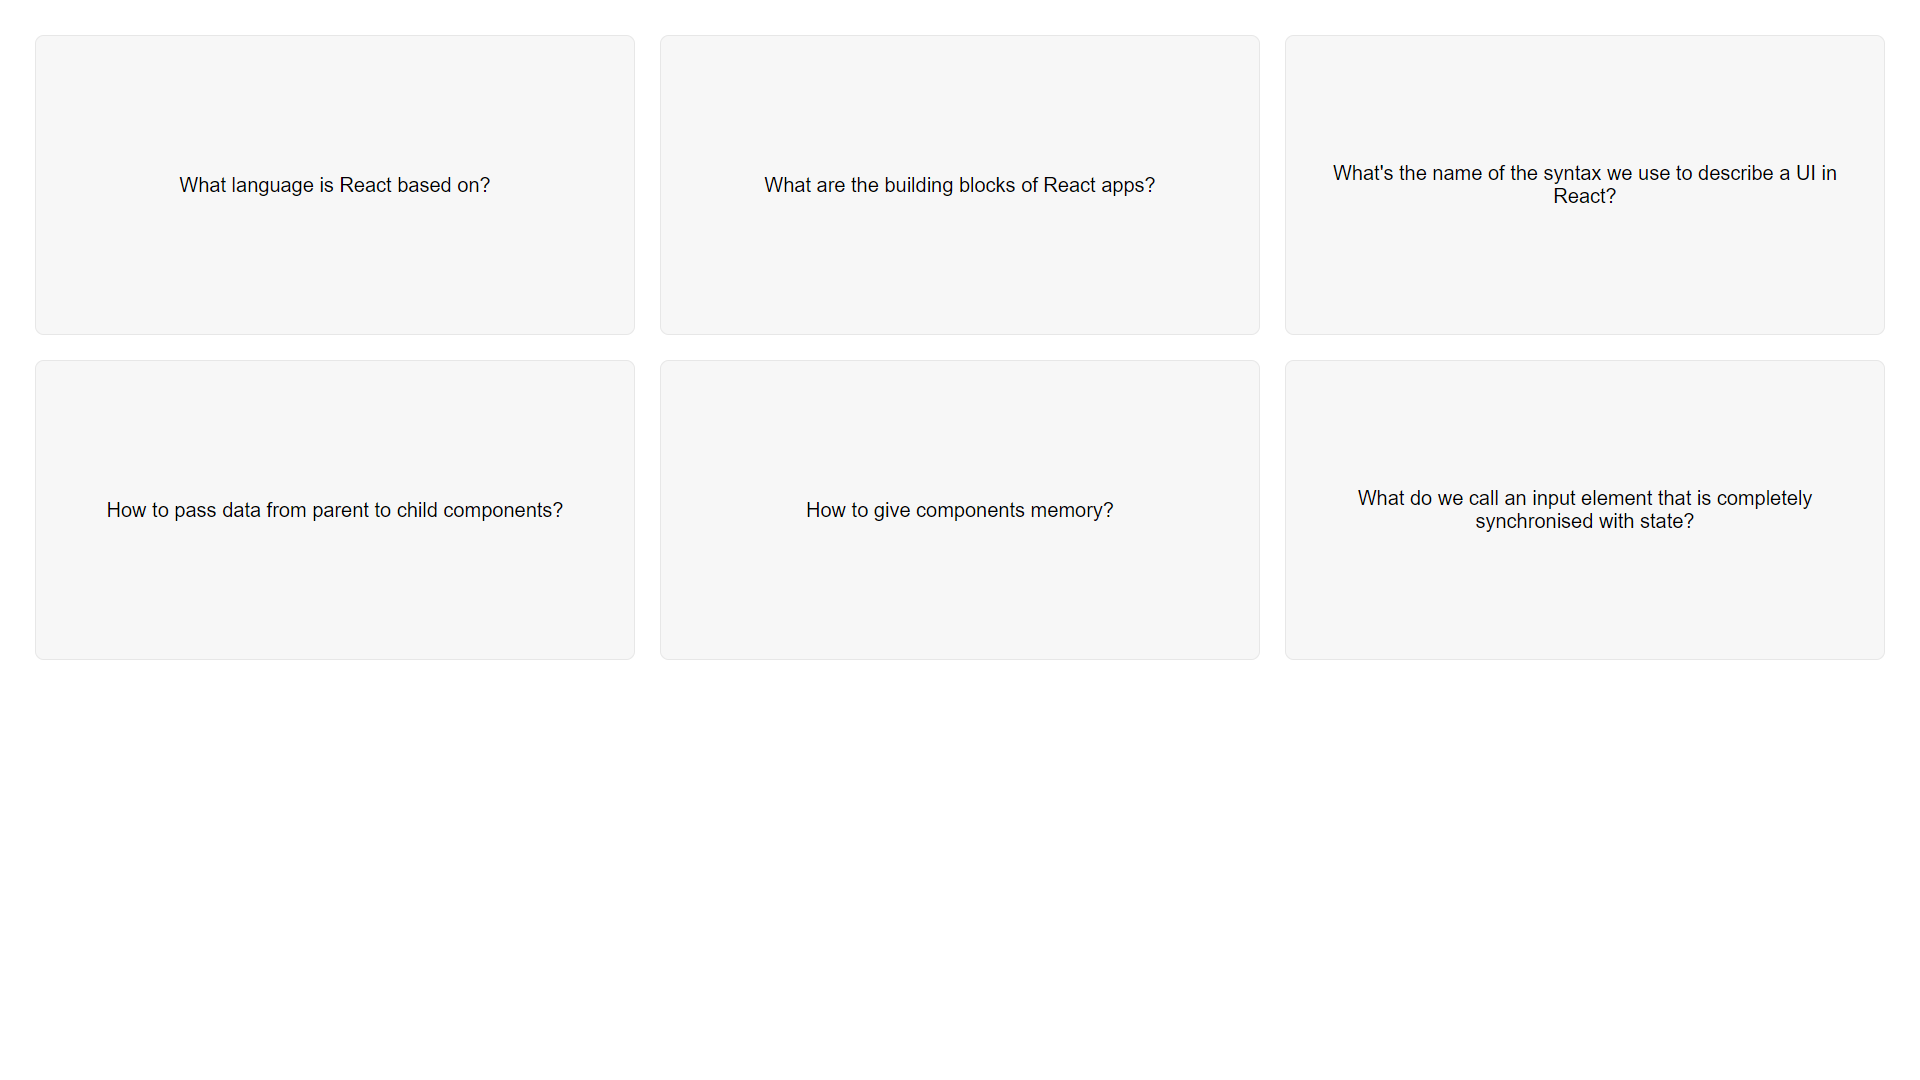 What language is React based on?
What are the building blocks of React apps?
What's the name of the syntax we use to describe a UI in
React?
How to pass data from parent to child components?
How to give components memory?
What do we call an input element that is completely
synchronised with state?